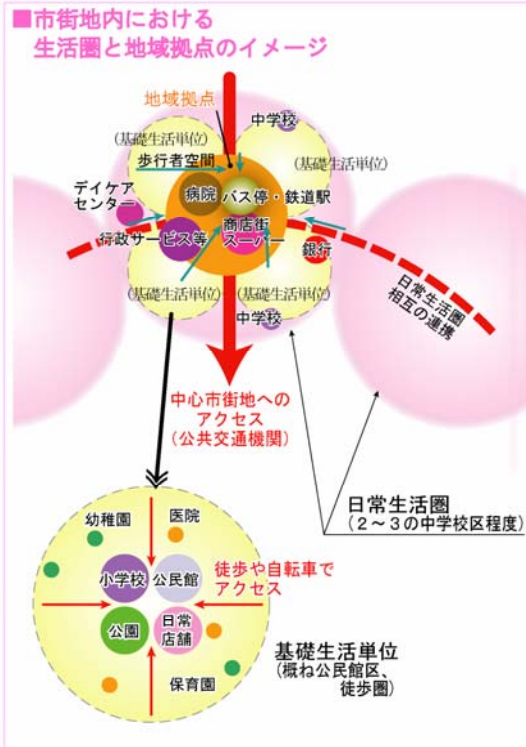 ■市街地内における
生活圏と地域拠点のイメージ
地域拠点
中学校
(基礎生活単位)
(基礎生活単位)
歩行者空間
デイケア
センター
病院
バス停・鉄道駅
商店街
スーパー
行政サービス等
銀行
(基礎生活単位)
(基礎生活単位)
中学校
日常生活圏
相互の連携
中心市街地への
アクセス
(公共交通機関)
日常生活圏
(2~3の中学校区程度)
幼稚園
医院
小学校
公民館
徒歩や自転車で
アクセス
公園
日常
店舗
保育園
基礎生活単位
(概ね公民館区、
徒歩圏)